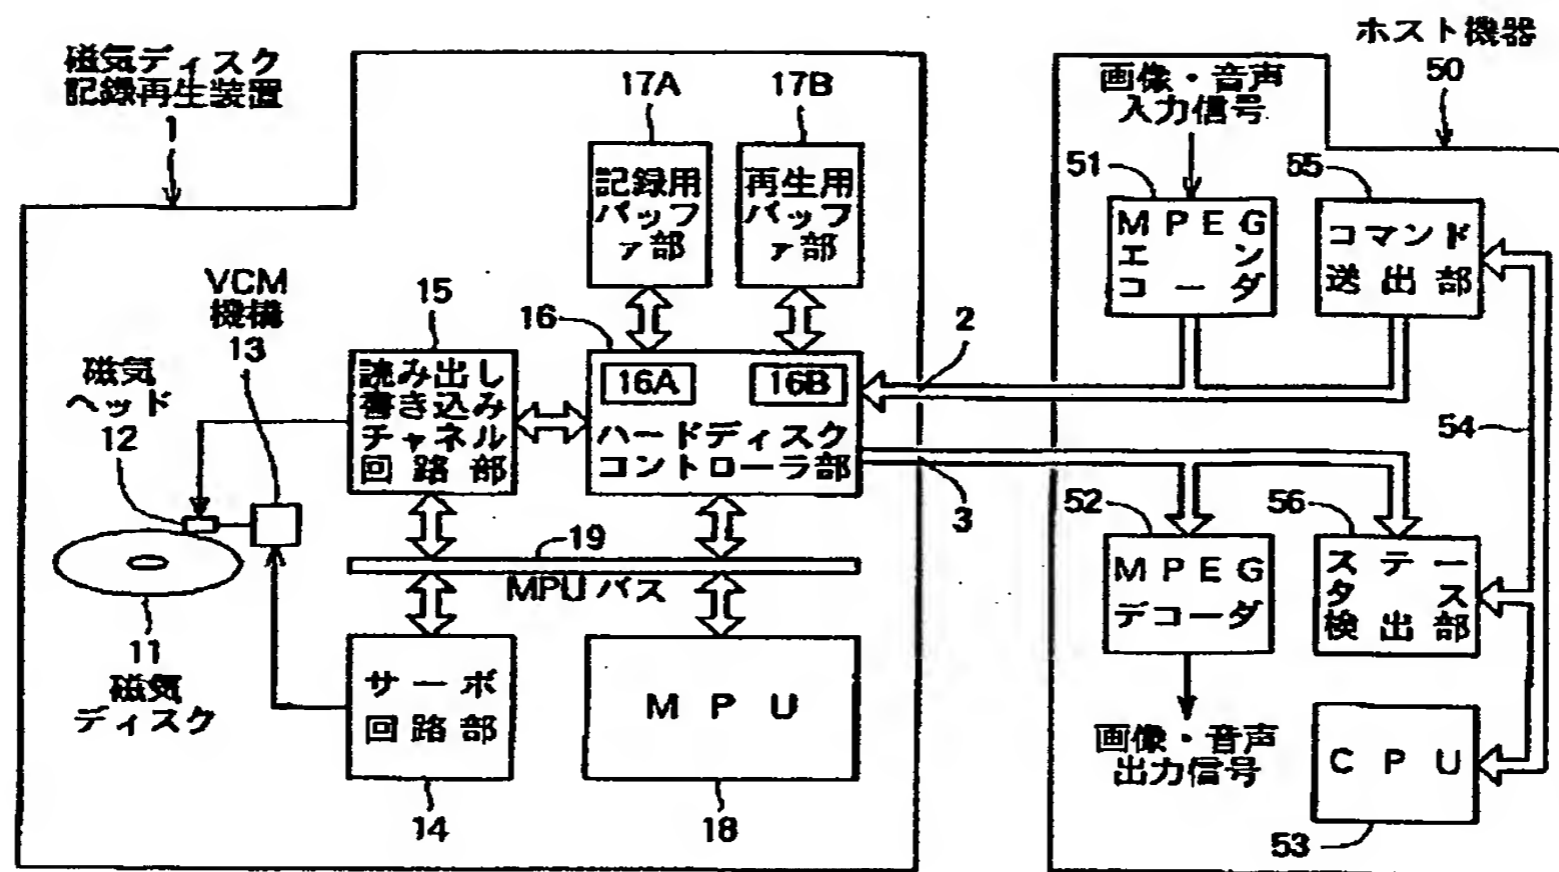 磁気ディスク
記録再生装置
1
17A
17B
記録用
バッフ
ァ部
再生用
バッフ
ァ部
VCM
機構
13
15
16
磁気
ヘッド
12
読み出し
書き込み
チャネル
回路部
16A
16B
ハードディスク
コントローラ部
2
3
19
MPUバス
11
磁気
ディスク
サーボ
回路部
14
MPU
18
ホスト機器
50
画像・音声
入力信号
51
55
MPEG
エン
コーダ
コマンド
送出部
54
52
56
MPEG
デコーダ
ステー
タス
検出部
画像・音声
出力信号
CPU
53